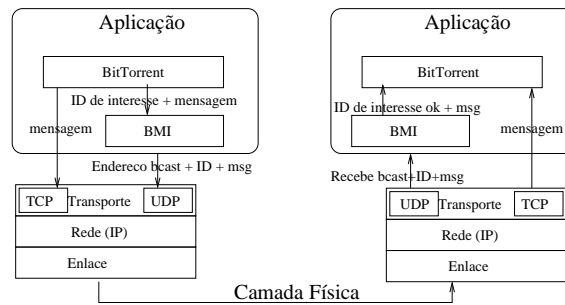 Aplicação
BitTorrent
ID de interesse + mensagem
mensagem
BMI
Endereco bcast + ID + msg
TCP Transporte UDP
Rede (IP)
Enlace
Aplicação
BitTorrent
ID de interesse ok + msg
BMI
mensagem
Recebe bcast+ID+msg
UDP Transporte TCP
Rede (IP)
Enlace
Camada Física